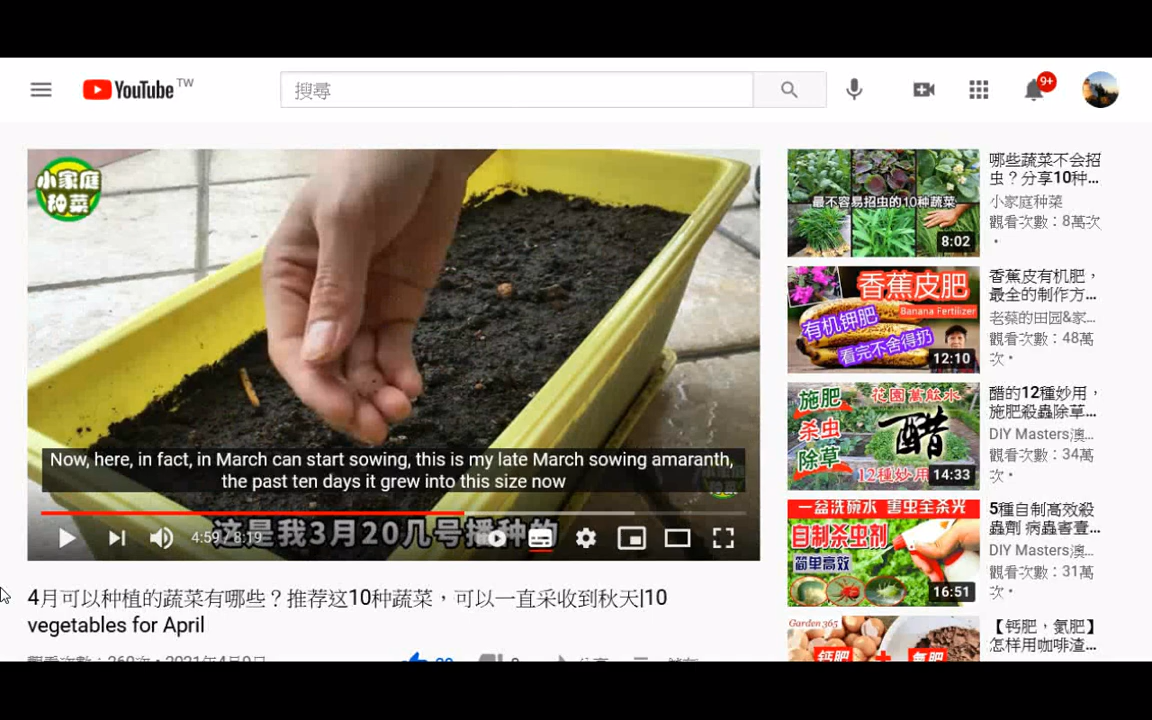 YouTube TW
搜尋
9+
小家庭
种菜
Now, here, in fact, in March can start sowing, this is my late March sowing amaranth,
the past ten days it grew into this size now
这是我3月20几号播种的
4:59 / 8:19
4月可以种植的蔬菜有哪些？推荐这10种蔬菜，可以一直采收到秋天|10
vegetables for April
最不容易招虫的10种蔬菜
8:02
哪些蔬菜不会招
虫？分享10种...
小家庭种菜
觀看次數：8萬次
•
香蕉皮肥
Banana Fertilizer
有机钾肥
看完不舍得扔
12:10
香蕉皮有机肥，
最全的制作方...
老蔡的田园&家...
觀看次數：48萬
次•
施肥
杀虫
除草
花園萬飲水
醋
12種妙用
14:33
醋的12種妙用，
施肥殺蟲除草...
DIY Masters澳...
觀看次數：34萬
次•
一盆洗碗水 害虫全杀光
自制杀虫剂
简单高效
16:51
5種自制高效殺
蟲劑 病蟲害壹...
DIY Masters澳...
觀看次數：31萬
次•
Garden 365
钙肥+氮肥
【钙肥，氮肥】
怎样用咖啡渣...